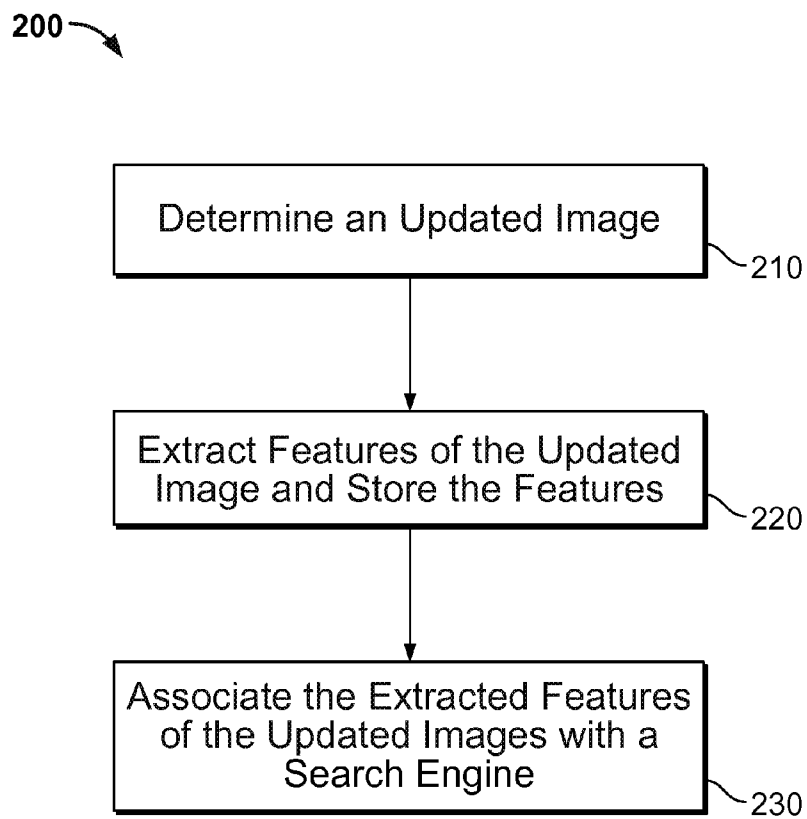 200
Determine an Updated Image
210
Extract Features of the Updated
Image and Store the Features
220
Associate the Extracted Features
of the Updated Images with a
Search Engine
230